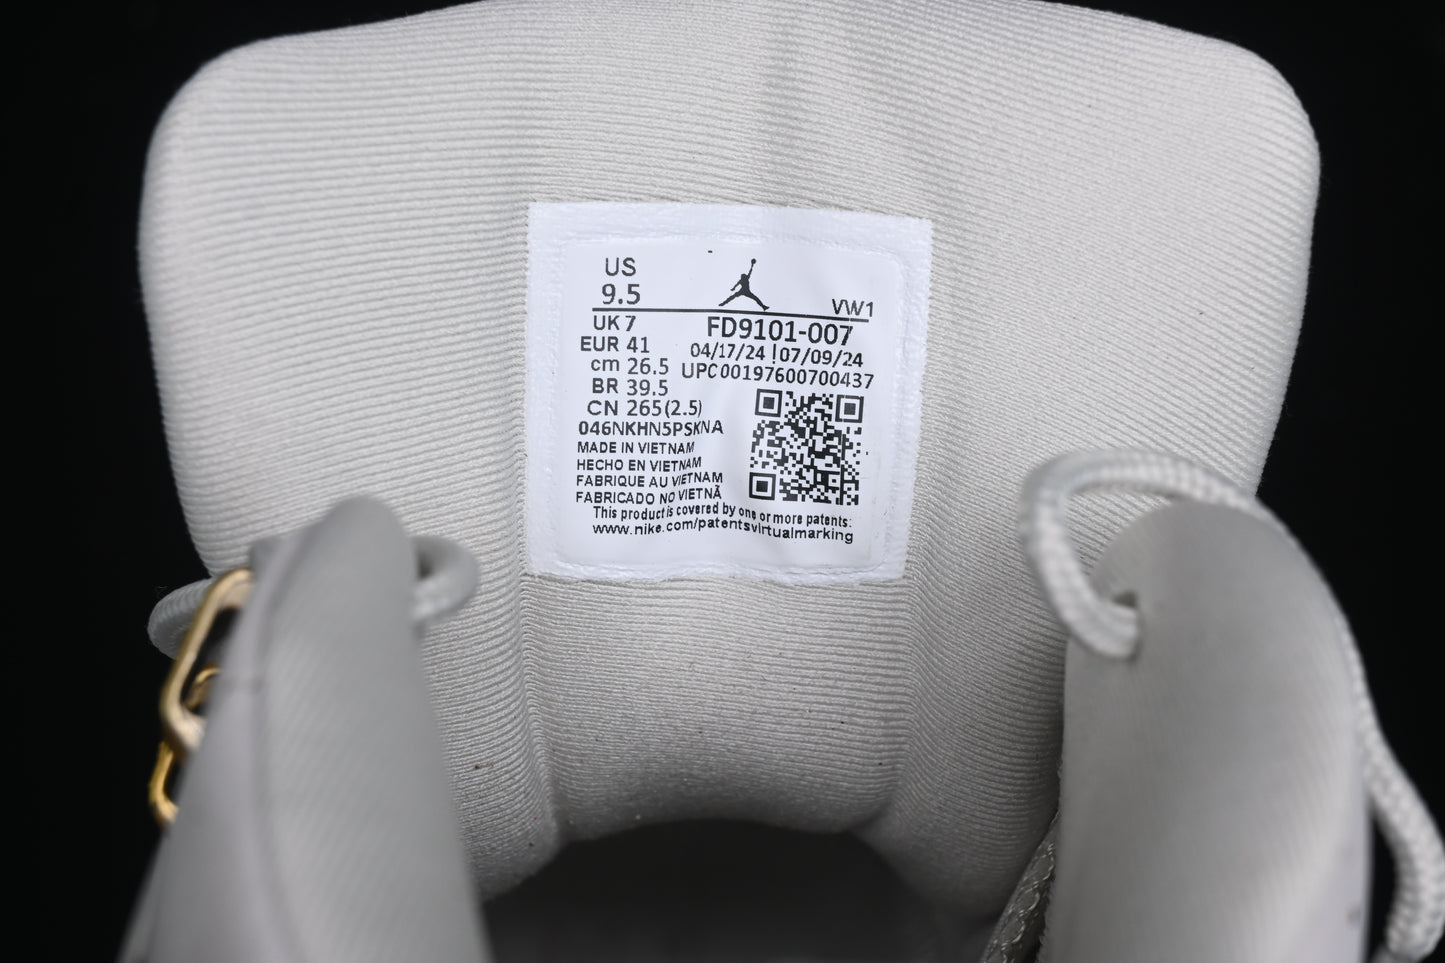 US
9.5
VW1
UK 7
FD9101-007
EUR 41
04/17/24 | 07/09/24
cm 26.5
UPC 00197600700437
BR 39.5
CN 265(2.5)
046NKHN5PSKNA
MADE IN VIETNAM
HECHO EN VIETNAM
FABRIQUE AU VIETNAM
FABRICADO NO VIETNÃ
This product is covered by one or more patents:
www.nike.com/patentsvirtualmarking